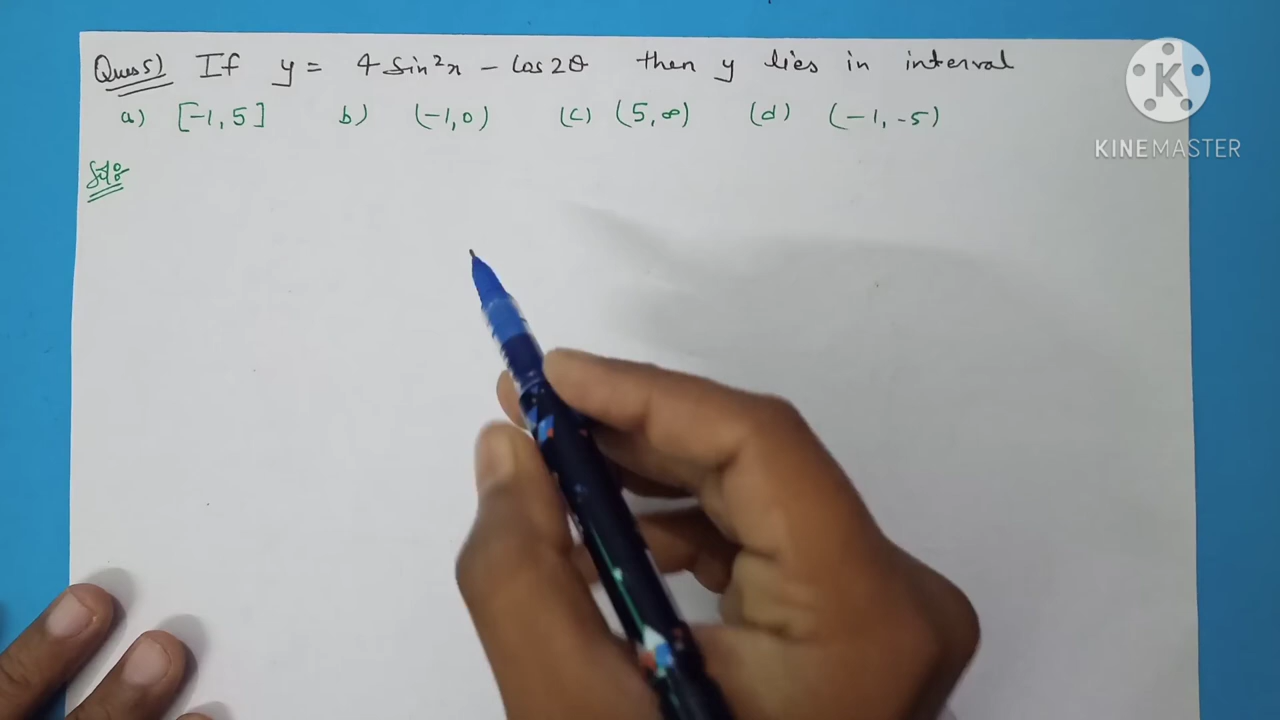 Ques5) If y = 4 Sin²x - Cos 2θ then y lies in interval
a) [-1, 5] b) (-1, 0) (c) (5, ∞) (d) (-1, -5)
Sol:
K
KINEMASTER